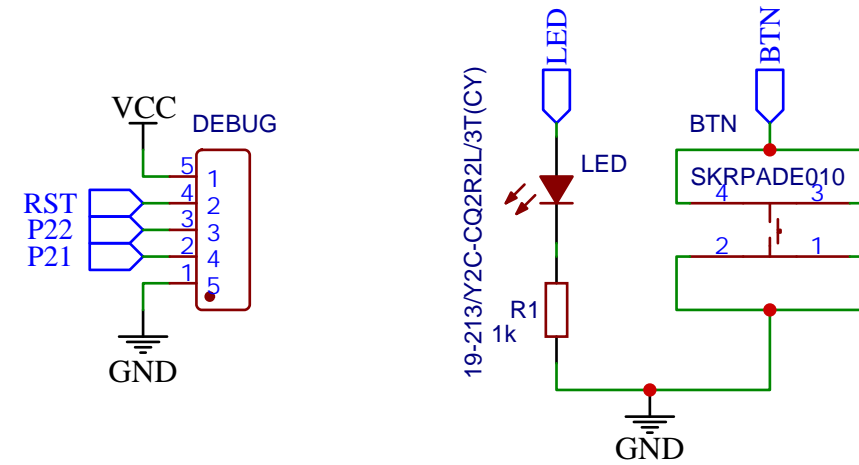 VCC
DEBUG
5 1
RST 4 2
P22 3 3
P21 2 4
1 5
GND
LED
19-213/Y2C-CQ2R2L/3T(CY)
LED
R1
1k
BTN
BTN
SKRPADE010
4 3
2 1
GND